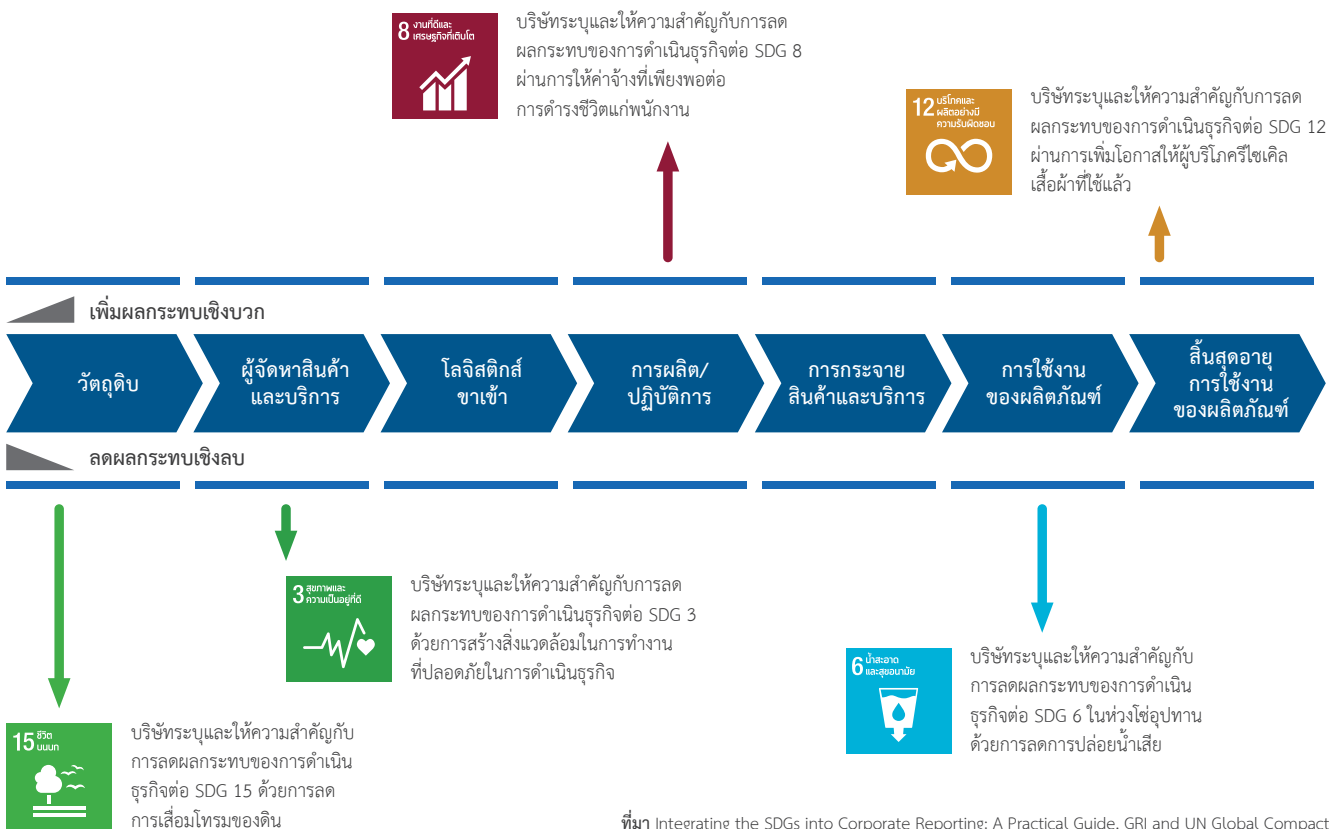 8 งานที่ดีและ
เศรษฐกิจที่เติบโต
บริษัทระบุและให้ความสำคัญกับการลด
ผลกระทบของการดำเนินธุรกิจต่อ SDG 8
ผ่านการให้ค่าจ้างที่เพียงพอต่อ
การดำรงชีวิตแก่พนักงาน
12 บริโภคและ
ผลิตอย่างมี
ความรับผิดชอบ
บริษัทระบุและให้ความสำคัญกับการลด
ผลกระทบของการดำเนินธุรกิจต่อ SDG 12
ผ่านการเพิ่มโอกาสให้ผู้บริโภครีไซเคิล
เสื้อผ้าที่ใช้แล้ว
เพิ่มผลกระทบเชิงบวก
วัตถุดิบ
ผู้จัดหาสินค้า
และบริการ
โลจิสติกส์
ขาเข้า
การผลิต/
ปฏิบัติการ
การกระจาย
สินค้าและบริการ
การใช้งาน
ของผลิตภัณฑ์
สิ้นสุดอายุ
การใช้งาน
ของผลิตภัณฑ์
ลดผลกระทบเชิงลบ
3 สุขภาพและ
ความเป็นอยู่ที่ดี
บริษัทระบุและให้ความสำคัญกับการลด
ผลกระทบของการดำเนินธุรกิจต่อ SDG 3
ด้วยการสร้างสิ่งแวดล้อมในการทำงาน
ที่ปลอดภัยในการดำเนินธุรกิจ
6 น้ำสะอาด
และสุขอนามัย
บริษัทระบุและให้ความสำคัญกับ
การลดผลกระทบของการดำเนิน
ธุรกิจต่อ SDG 6 ในห่วงโซ่อุปทาน
ด้วยการลดการปล่อยน้ำเสีย
15 ชีวิต
บนบก
บริษัทระบุและให้ความสำคัญกับ
การลดผลกระทบของการดำเนิน
ธุรกิจต่อ SDG 15 ด้วยการลด
การเสื่อมโทรมของดิน
ที่มา Integrating the SDGs into Corporate Reporting: A Practical Guide, GRI and UN Global Compact